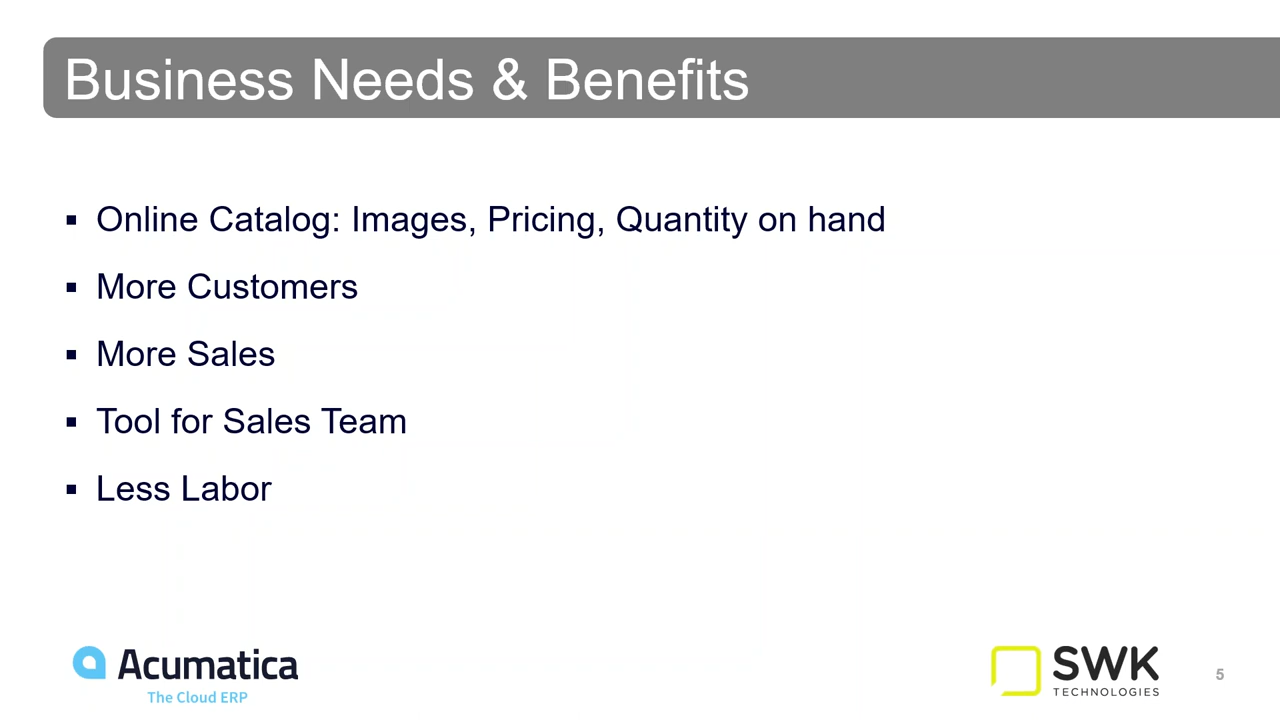 Business Needs & Benefits
▪ Online Catalog: Images, Pricing, Quantity on hand
▪ More Customers
▪ More Sales
▪ Tool for Sales Team
▪ Less Labor
Acumatica
The Cloud ERP
SWK
TECHNOLOGIES
5